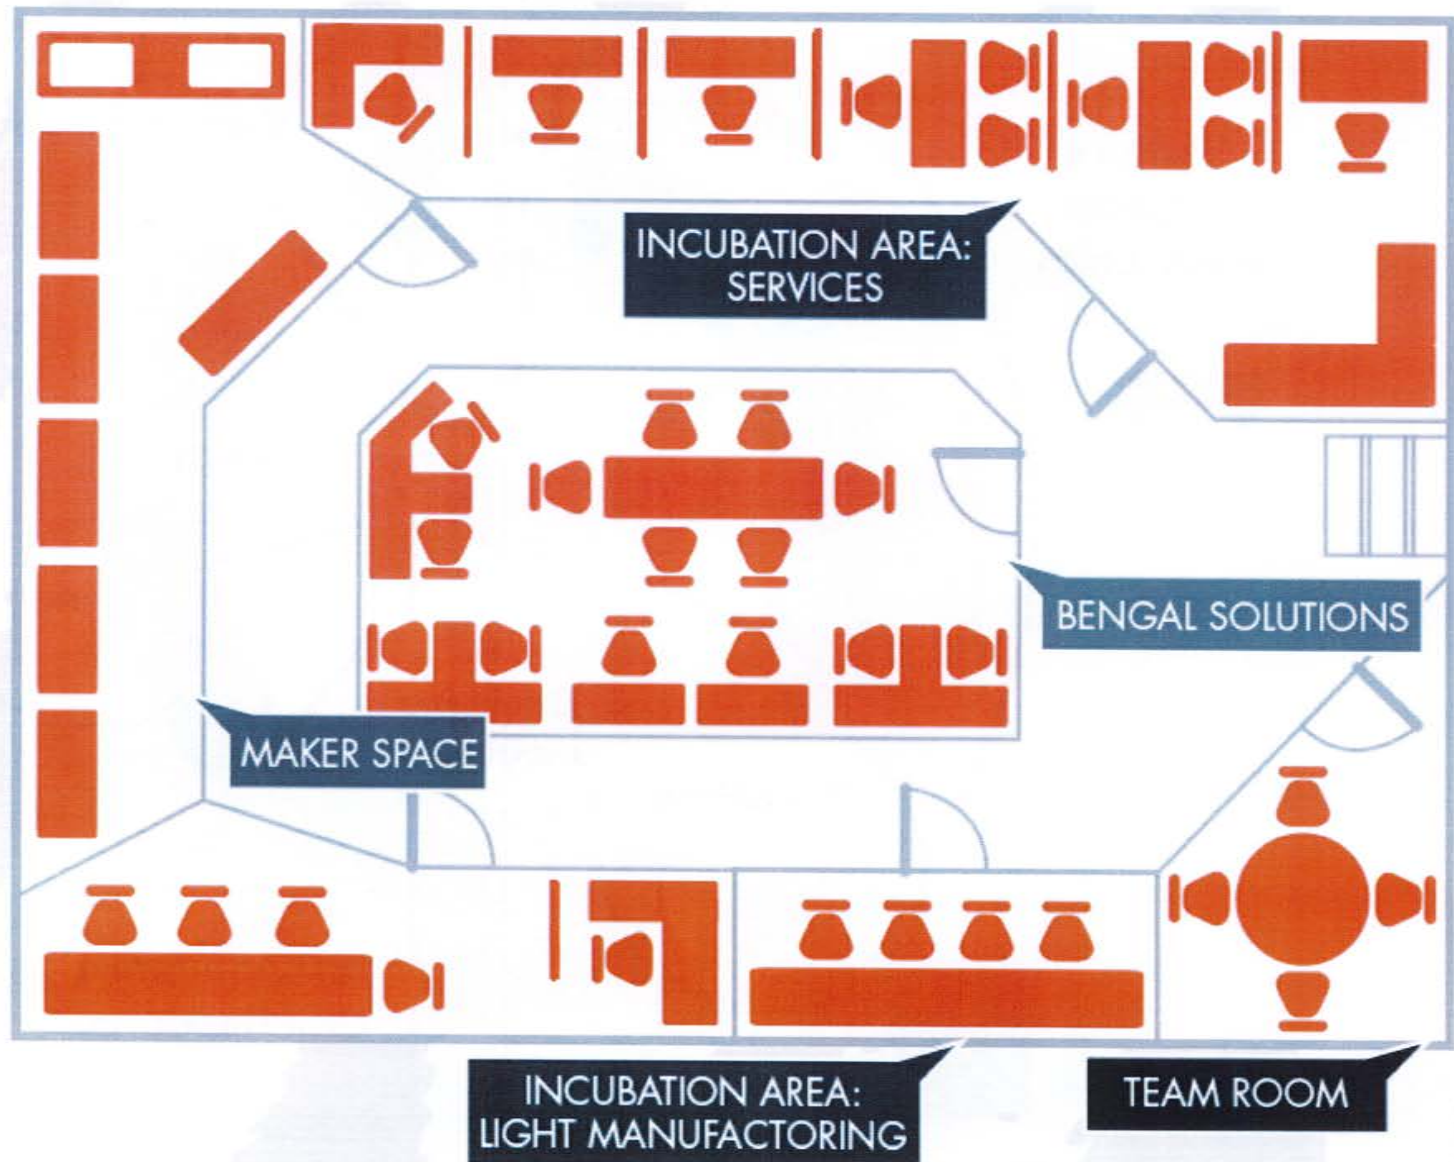 INCUBATION AREA:
SERVICES
BENGAL SOLUTIONS
MAKER SPACE
INCUBATION AREA:
LIGHT MANUFACTORING
TEAM ROOM